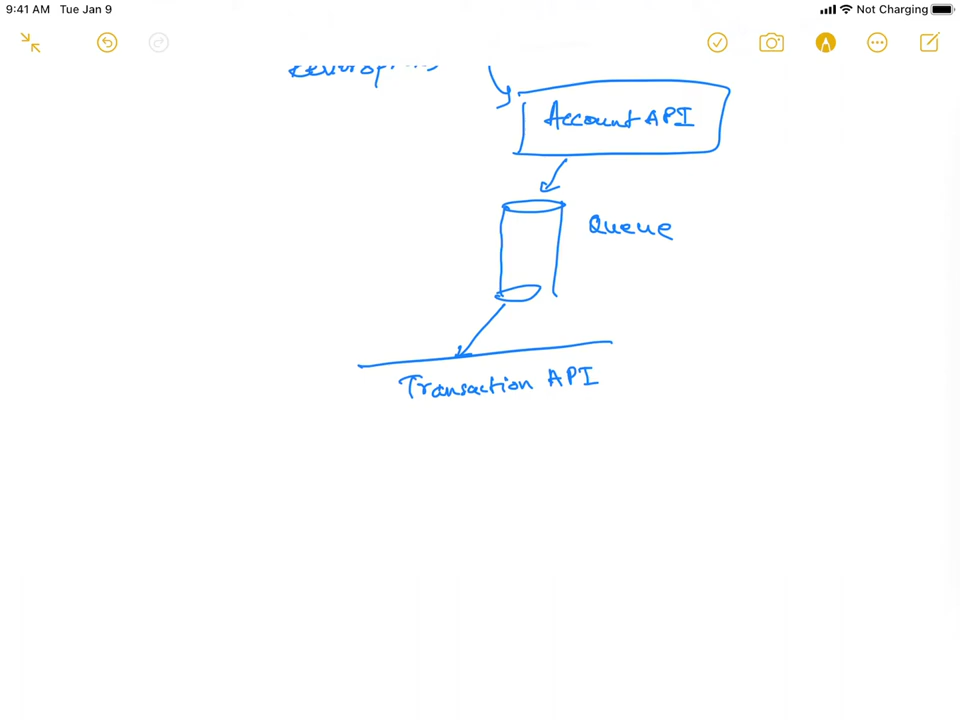 9:41 AM Tue Jan 9
Not Charging
Account API
Queue
Transaction API